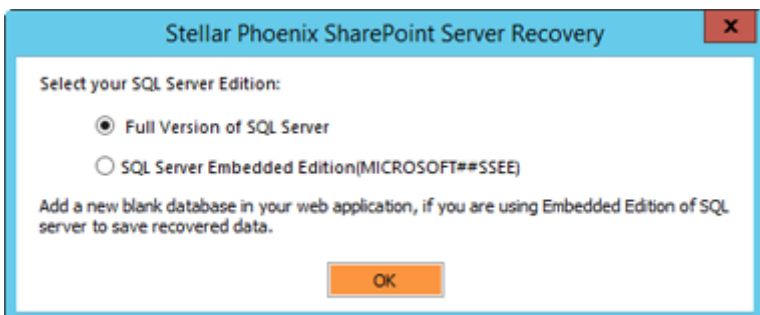 Stellar Phoenix SharePoint Server Recovery
x
Select your SQL Server Edition:
Full Version of SQL Server
SQL Server Embedded Edition(MICROSOFT##SSEE)
Add a new blank database in your web application, if you are using Embedded Edition of SQL
server to save recovered data.
OK